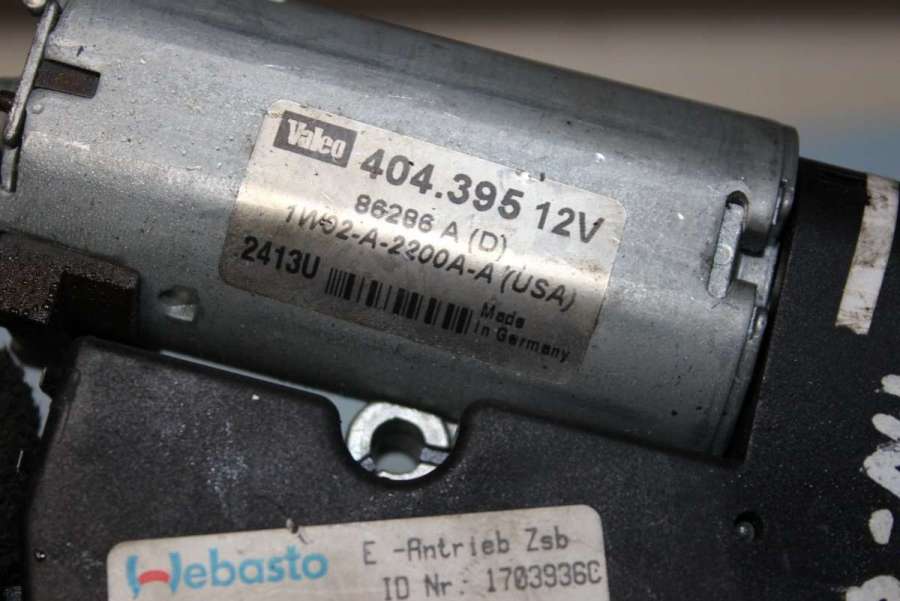 Valeo 404.395 12V
86286 A (D)
1W02-A-2200A-A (USA)
2413U
Made
in Germany
Webasto
E -Antrieb Zsb
ID Nr: 1703936C